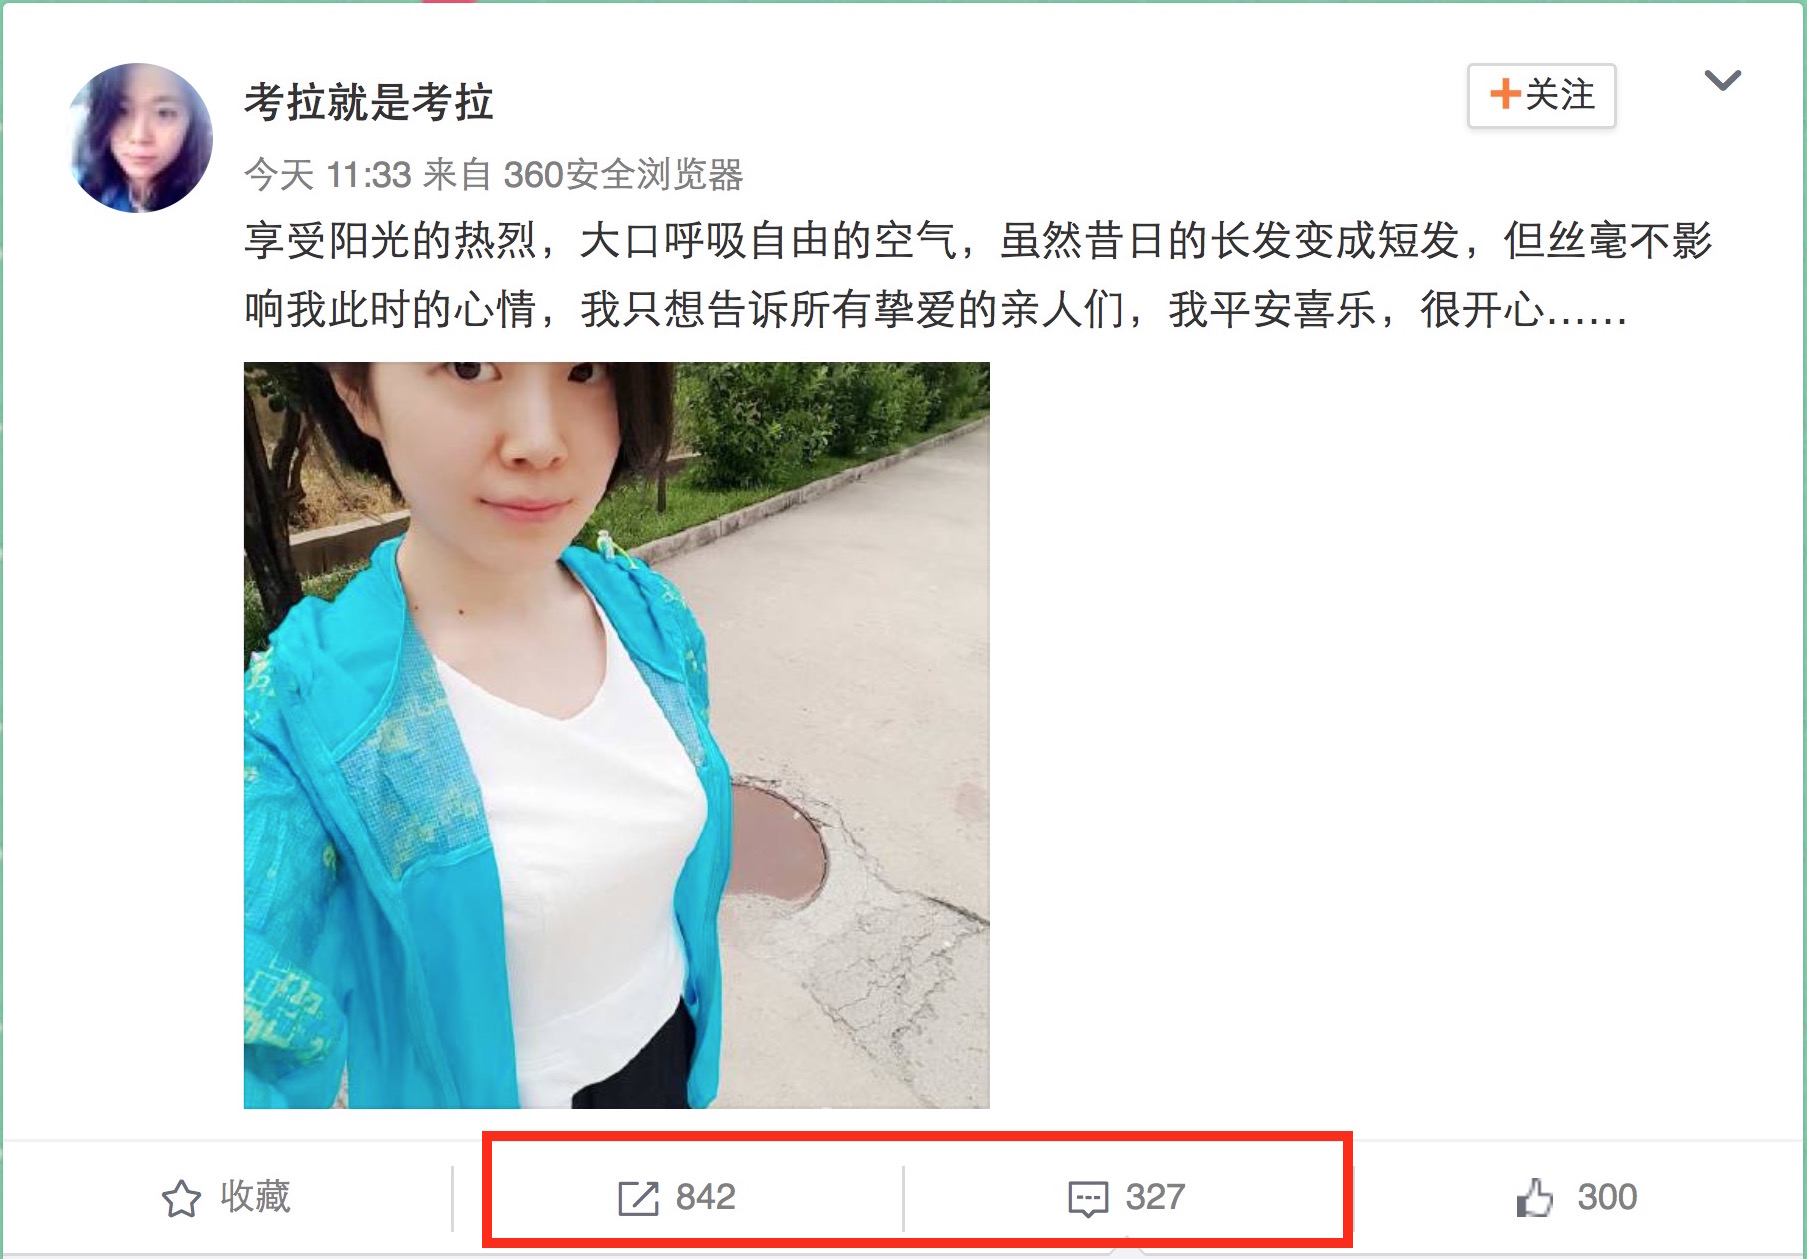 考拉就是考拉
+关注
今天 11:33 来自 360安全浏览器
享受阳光的热烈，大口呼吸自由的空气，虽然昔日的长发变成短发，但丝毫不影
响我此时的心情，我只想告诉所有挚爱的亲人们，我平安喜乐，很开心……
收藏
842
327
300